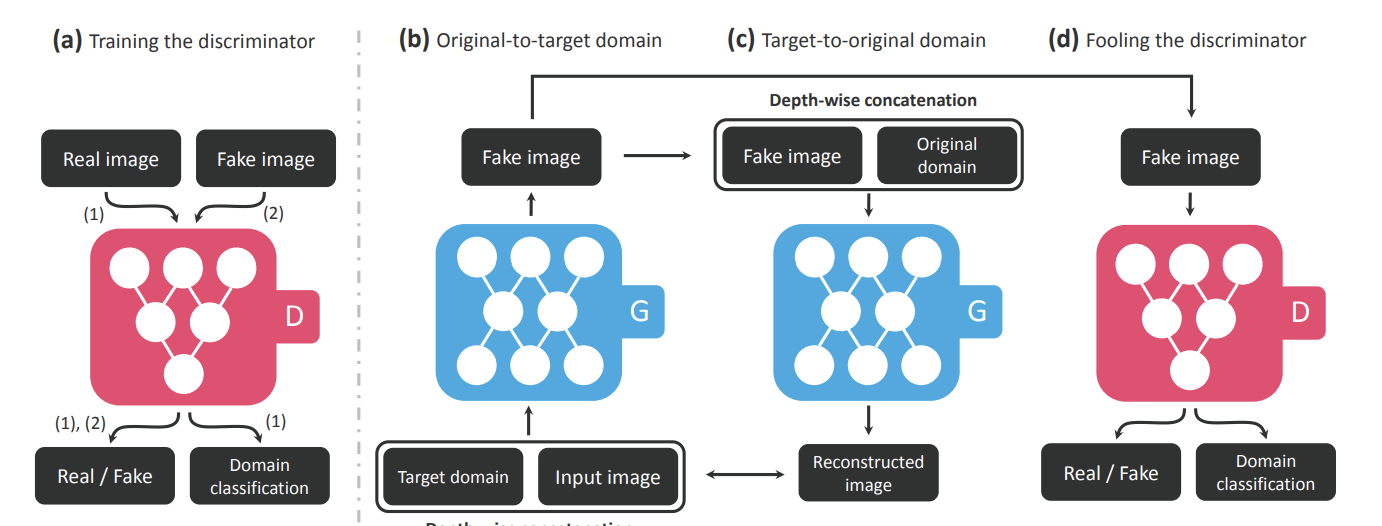 (a) Training the discriminator
(b) Original-to-target domain
(c) Target-to-original domain
(d) Fooling the discriminator
Depth-wise concatenation
Real image
Fake image
Fake image
Fake image
Original
domain
Fake image
(1)
(2)
D
G
G
D
(1), (2)
(1)
Real / Fake
Domain
classification
Target domain
Input image
Reconstructed
image
Real / Fake
Domain
classification